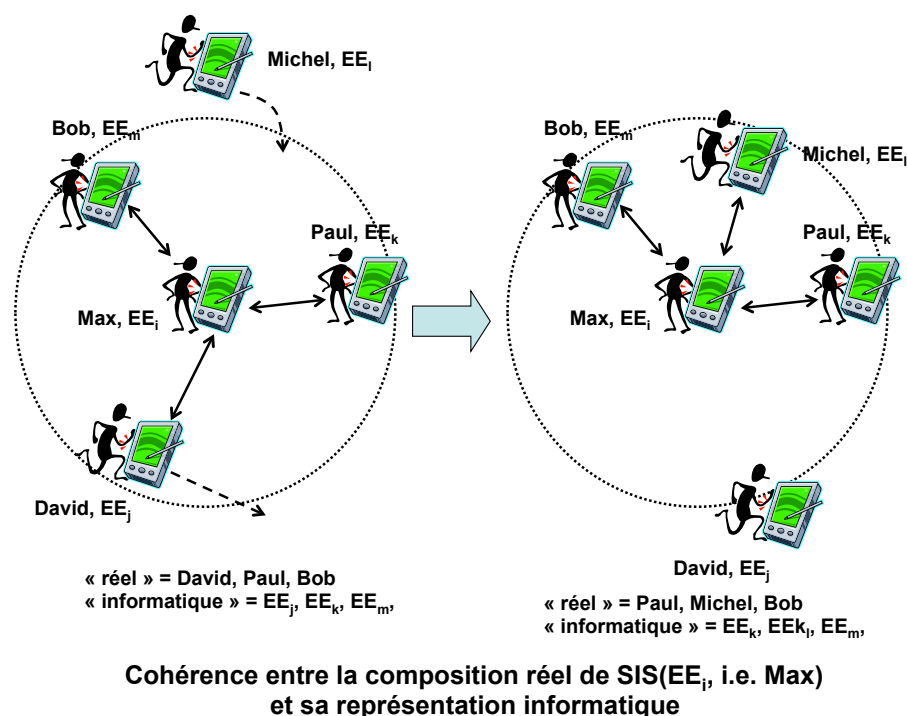 Michel, EEₗ
Bob, EEₘ
Paul, EEₖ
Max, EEᵢ
David, EEⱼ
« réel » = David, Paul, Bob
« informatique » = EEⱼ, EEₖ, EEₘ,
Bob, EEₘ
Michel, EEₗ
Paul, EEₖ
Max, EEᵢ
David, EEⱼ
« réel » = Paul, Michel, Bob
« informatique » = EEₖ, EEkₗ, EEₘ,
Cohérence entre la composition réel de SIS(EEᵢ, i.e. Max)
et sa représentation informatique